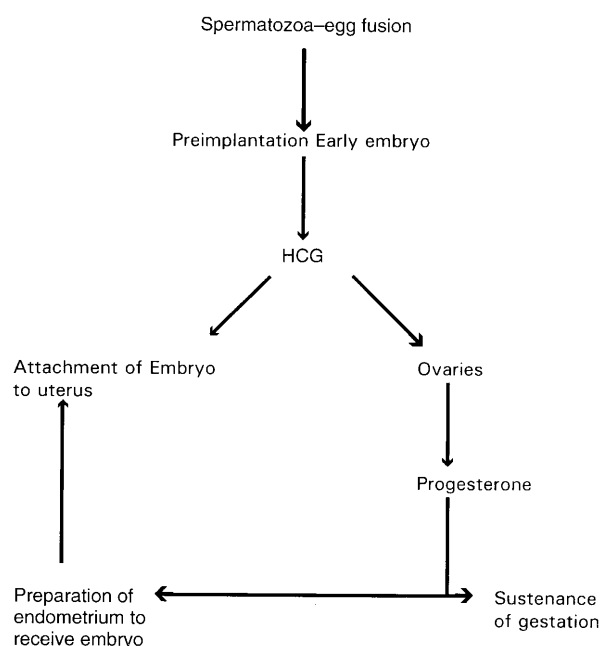 Spermatozoa–egg fusion
Preimplantation Early embryo
HCG
Attachment of Embryo
to uterus
Ovaries
Progesterone
Preparation of
endometrium to
receive embryo
Sustenance
of gestation